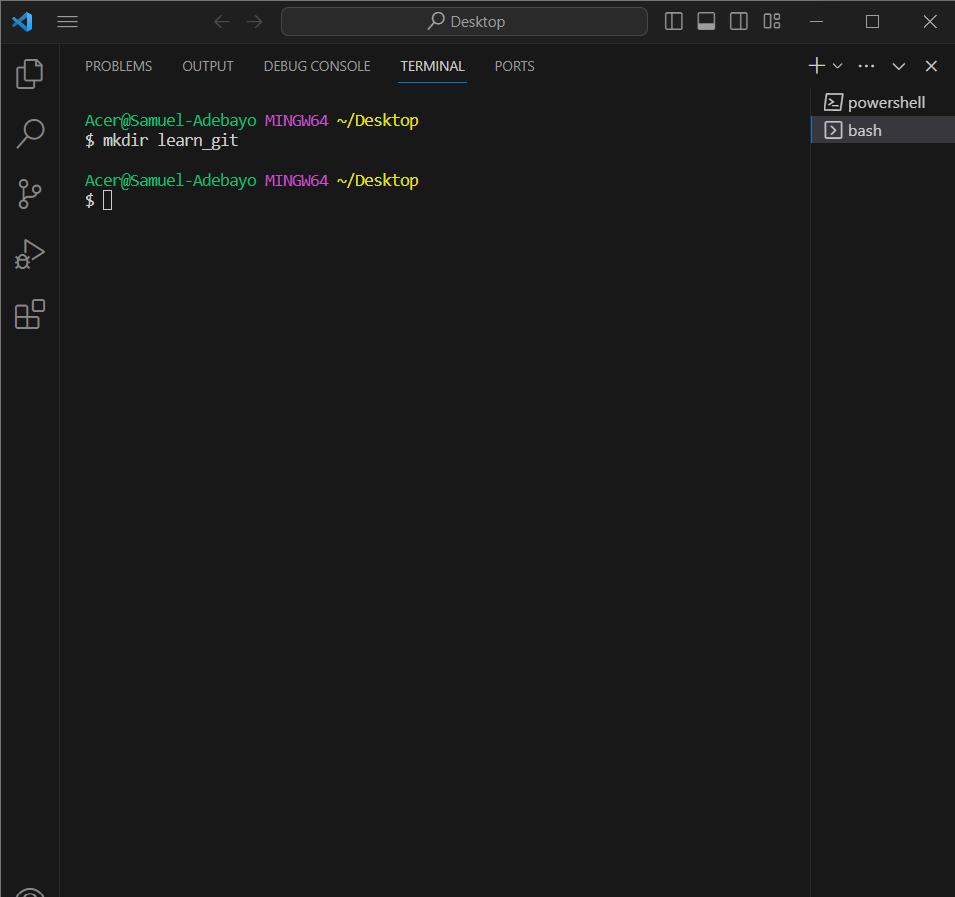 Desktop
PROBLEMS OUTPUT DEBUG CONSOLE TERMINAL PORTS
powershell
bash
Acer@Samuel-Adebayo MINGW64 ~/Desktop
$ mkdir learn_git
Acer@Samuel-Adebayo MINGW64 ~/Desktop
$